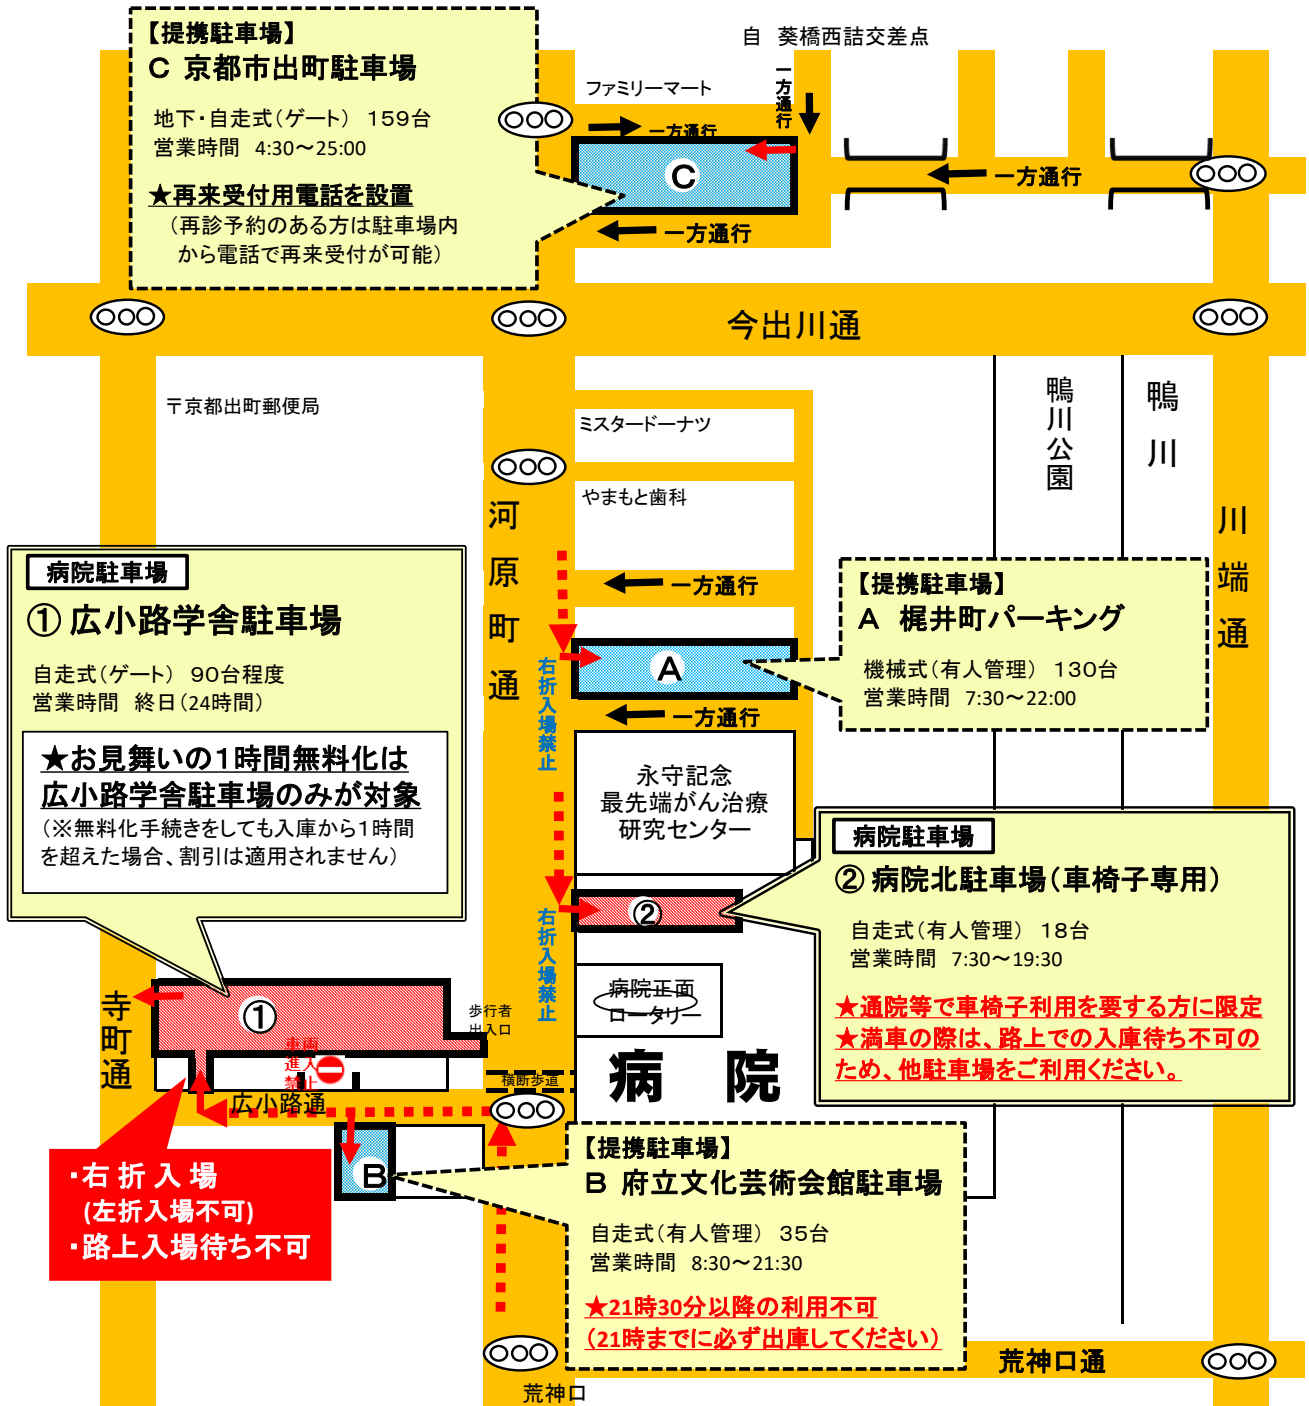 【提携駐車場】
C 京都市出町駐車場
地下・自走式(ゲート) 159台
営業時間 4:30～25:00
★再来受付用電話を設置
(再診予約のある方は駐車場内
から電話で再来受付が可能)
自 葵橋西詰交差点
ファミリーマート
一方通行
一方通行
C
一方通行
一方通行
今出川通
〒京都出町郵便局
ミスタードーナツ
やまもと歯科
鴨川公園
鴨川
河原町通
川端通
病院駐車場
① 広小路学舎駐車場
自走式(ゲート) 90台程度
営業時間 終日(24時間)
★お見舞いの1時間無料化は
広小路学舎駐車場のみが対象
(※無料化手続きをしても入庫から1時間
を超えた場合、割引は適用されません)
一方通行
【提携駐車場】
A 梶井町パーキング
機械式(有人管理) 130台
営業時間 7:30～22:00
A
右折入場禁止
一方通行
永守記念
最先端がん治療
研究センター
病院駐車場
② 病院北駐車場(車椅子専用)
自走式(有人管理) 18台
営業時間 7:30～19:30
★通院等で車椅子利用を要する方に限定
★満車の際は、路上での入庫待ち不可の
ため、他駐車場をご利用ください。
②
右折入場禁止
病院正面
ロータリー
病 院
寺町通
①
歩行者
出入口
車両進入禁止
横断歩道
広小路通
・右折入場
(左折入場不可)
・路上入場待ち不可
B
【提携駐車場】
B 府立文化芸術会館駐車場
自走式(有人管理) 35台
営業時間 8:30～21:30
★21時30分以降の利用不可
(21時までに必ず出庫してください)
荒神口通
荒神口